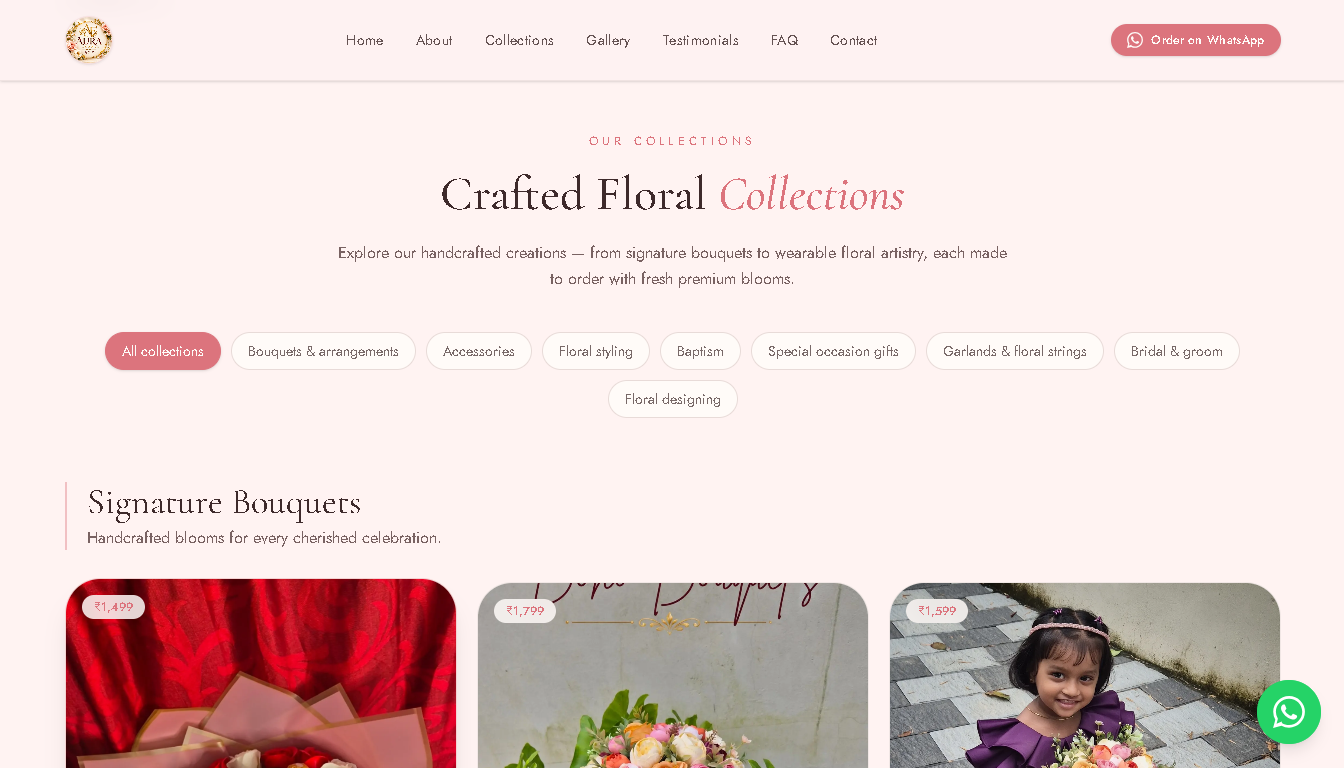 AURA
Home About Collections Gallery Testimonials FAQ Contact
Order on WhatsApp
OUR COLLECTIONS
Crafted Floral Collections
Explore our handcrafted creations — from signature bouquets to wearable floral artistry, each made
to order with fresh premium blooms.
All collections Bouquets & arrangements Accessories Floral styling Baptism Special occasion gifts Garlands & floral strings Bridal & groom
Floral designing
Signature Bouquets
Handcrafted blooms for every cherished celebration.
₹1,499 ₹1,799 ₹1,599